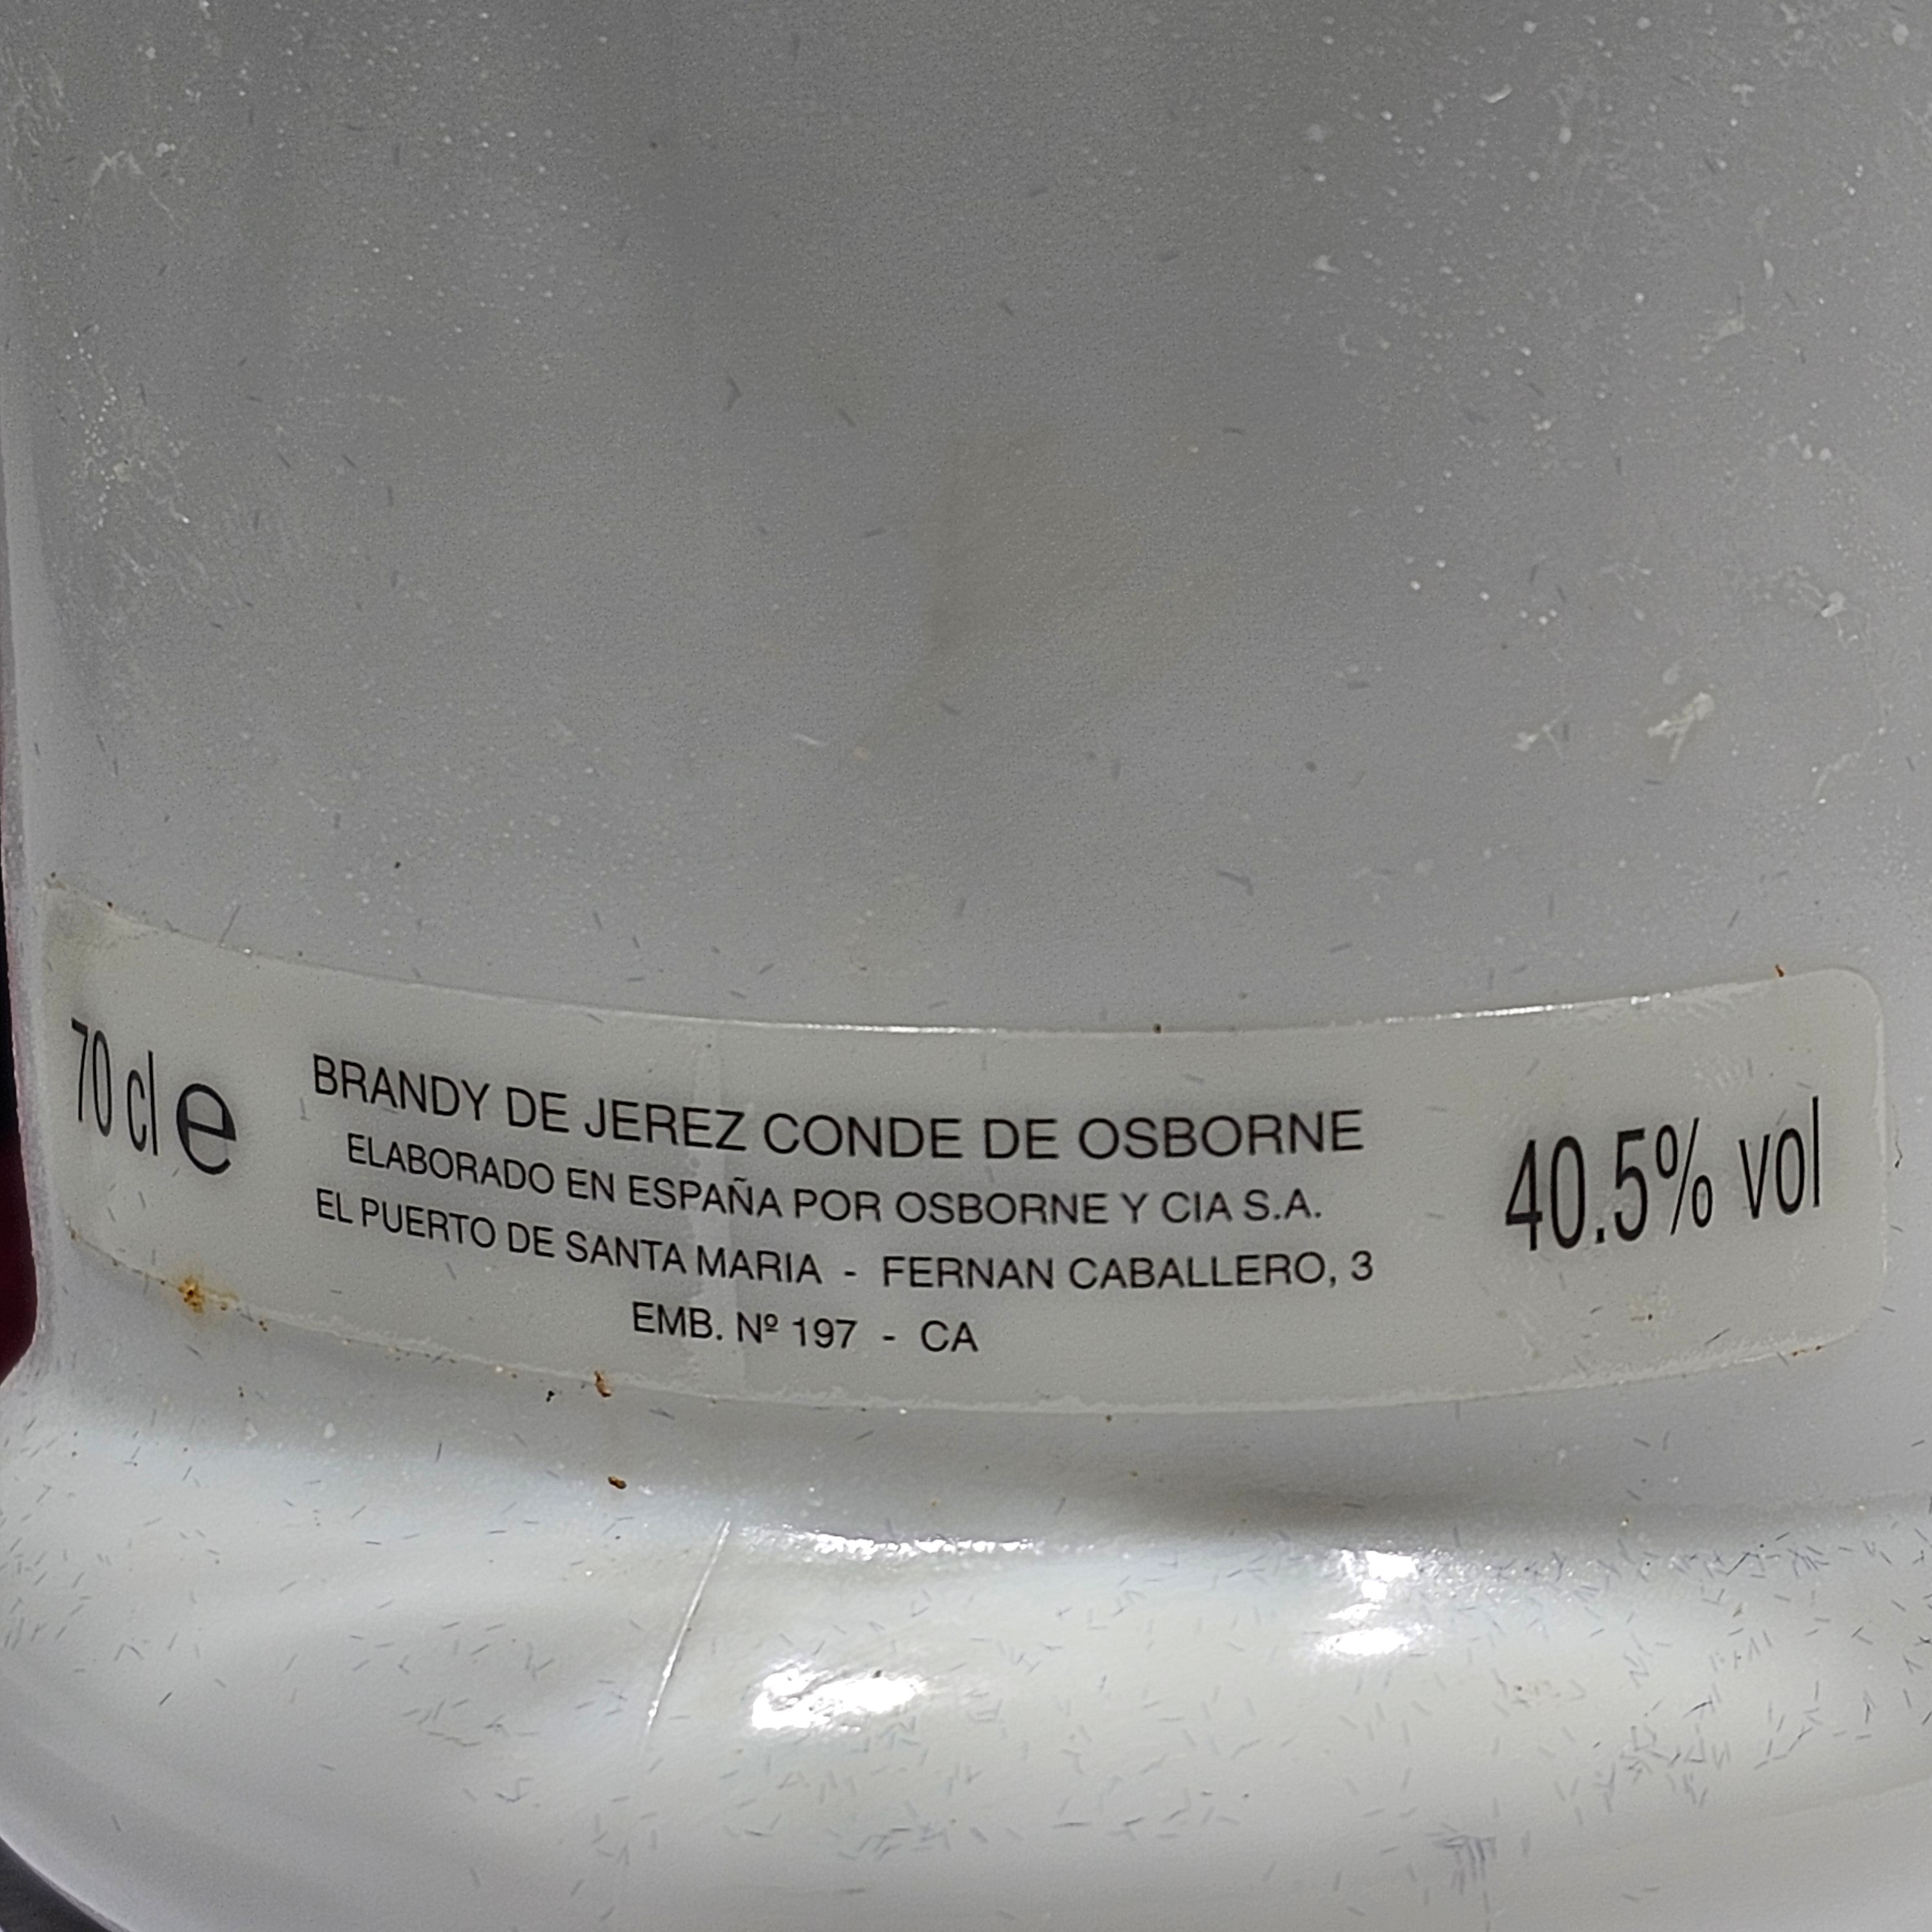 70 cl e
BRANDY DE JEREZ CONDE DE OSBORNE
ELABORADO EN ESPAÑA POR OSBORNE Y CIA S.A.
EL PUERTO DE SANTA MARIA - FERNAN CABALLERO, 3
EMB. Nº 197 - CA
40.5% vol